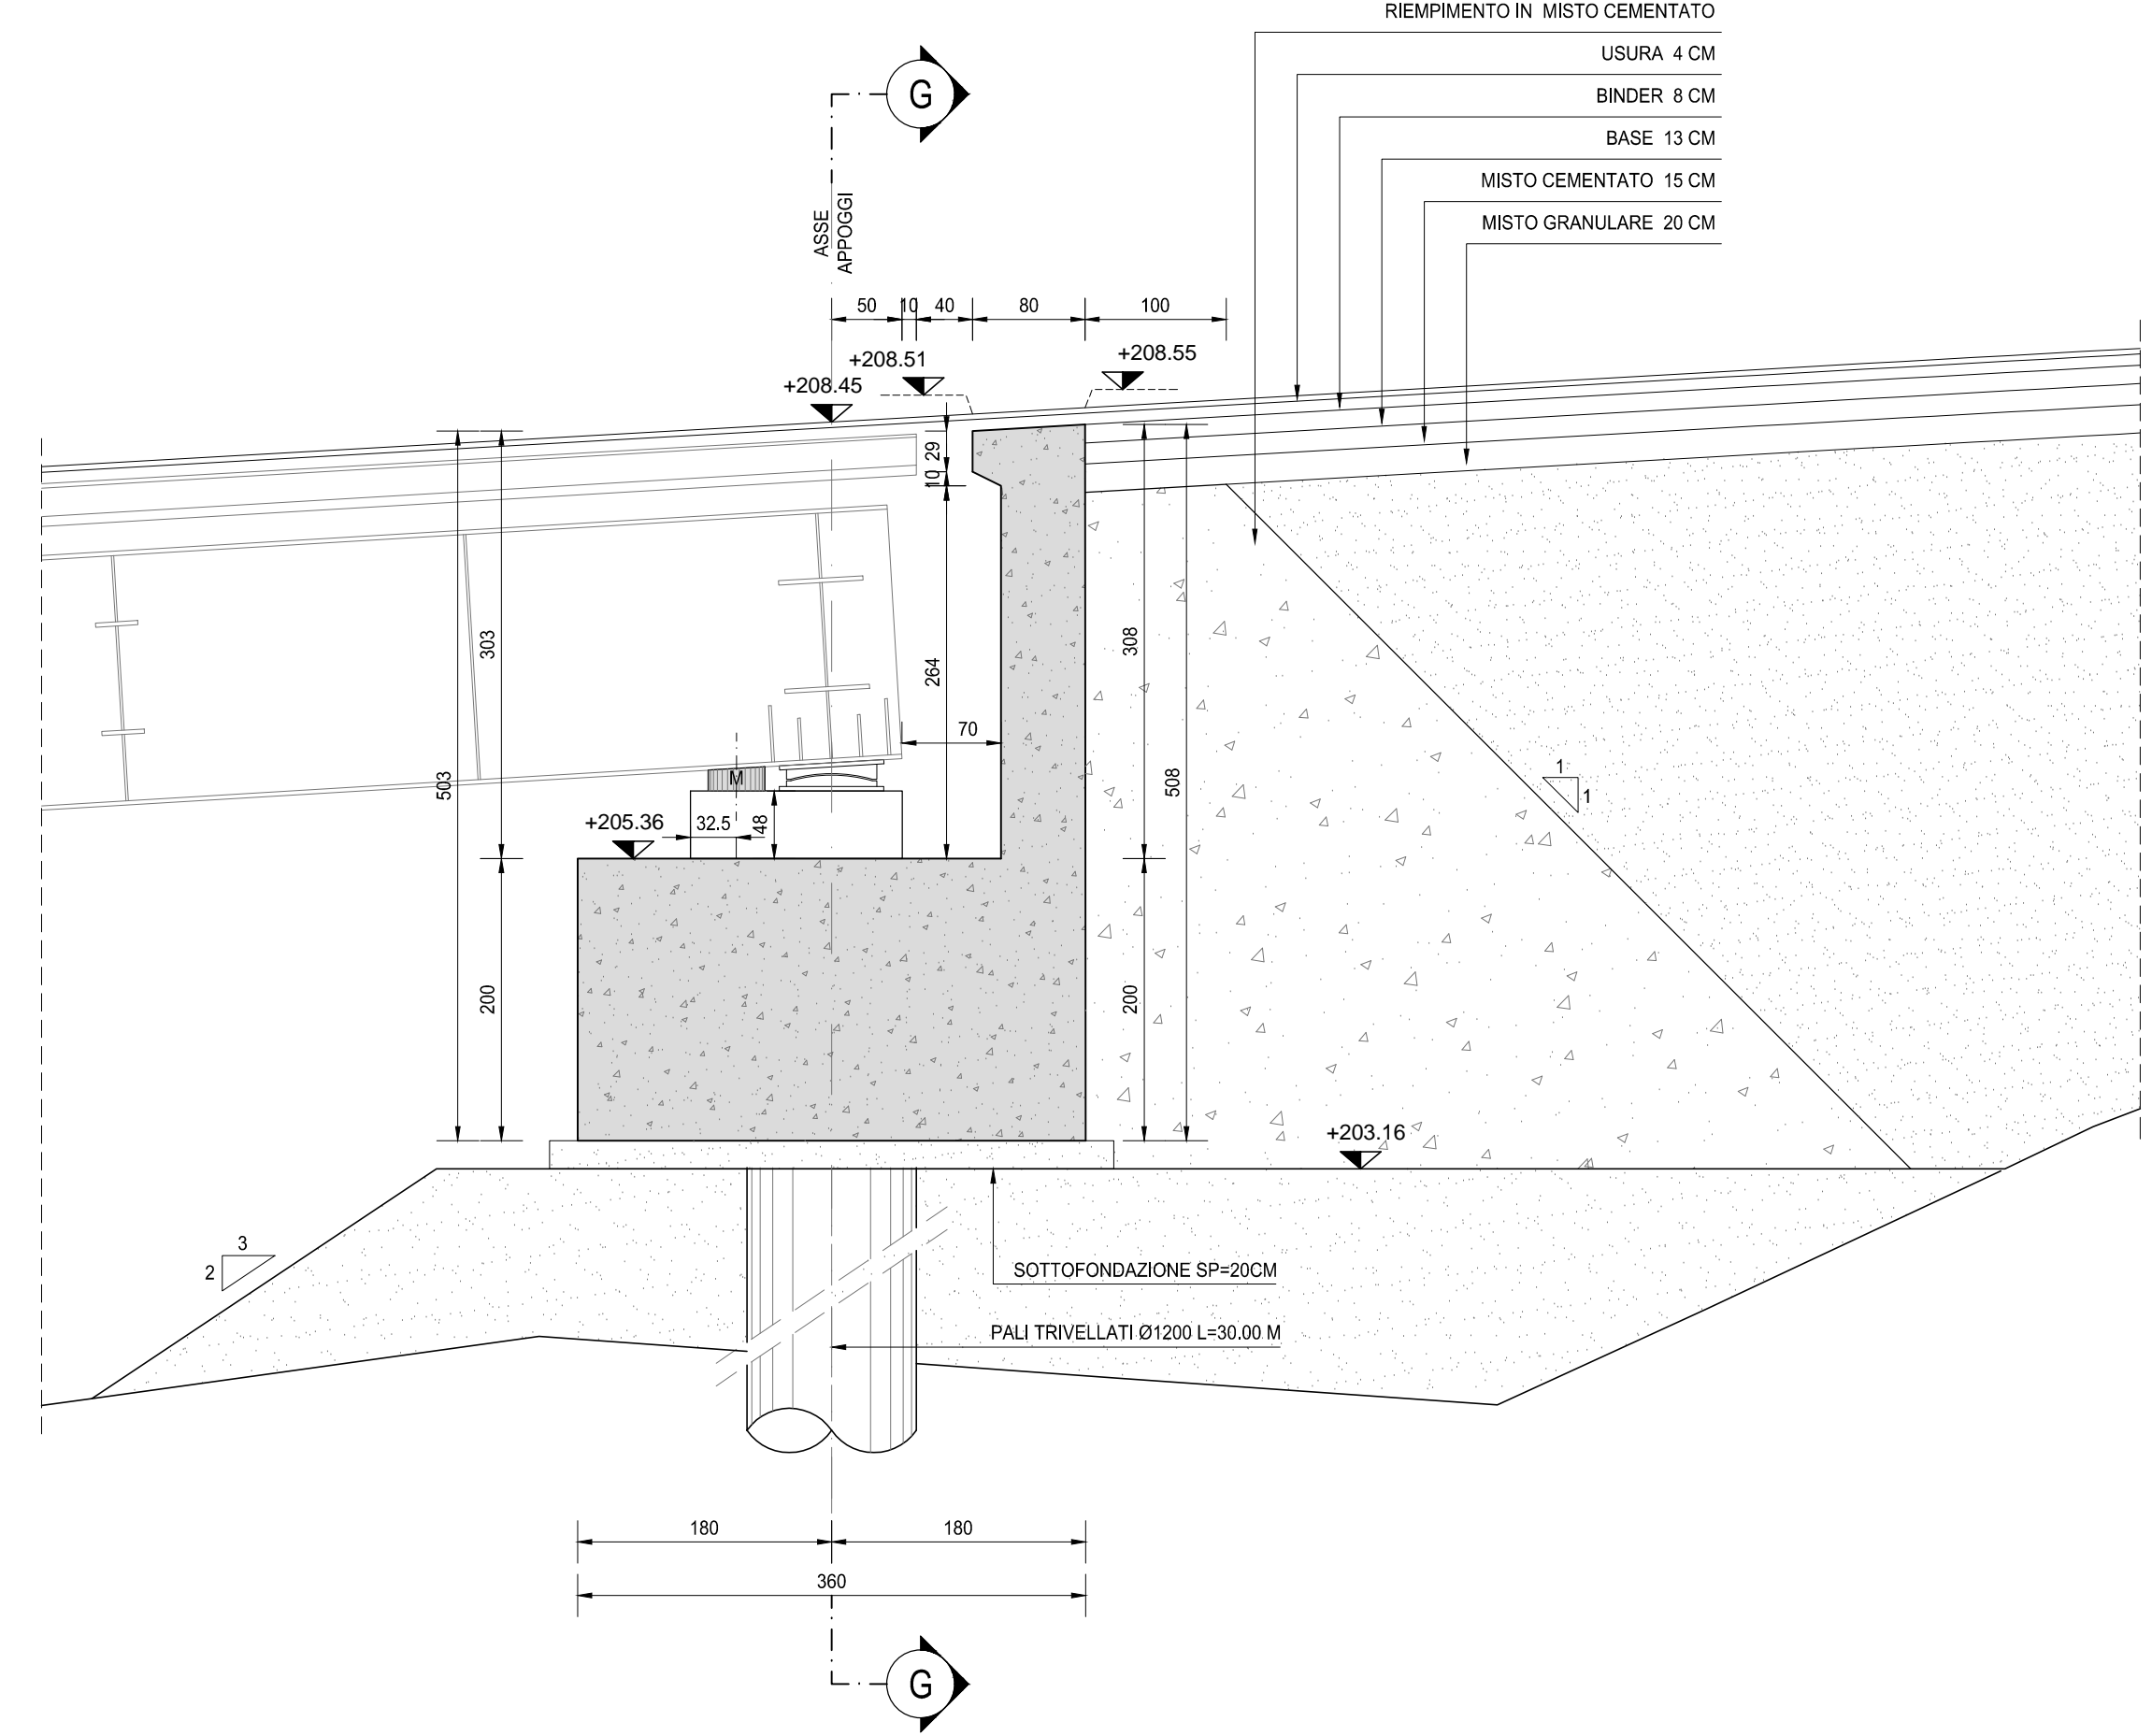 RIEMPIMENTO IN MISTO CEMENTATO
USURA 4 CM
BINDER 8 CM
BASE 13 CM
MISTO CEMENTATO 15 CM
MISTO GRANULARE 20 CM
G
ASSE
APPOGGI
50 10 40 80 100
+208.51
+208.55
+208.45
29
10
303
308
264
70
503
508
M
1
1
+205.36
32.5
48
200
200
+203.16
3
2
SOTTOFONDAZIONE SP=20CM
PALI TRIVELLATI Ø1200 L=30.00 M
180 180
360
G